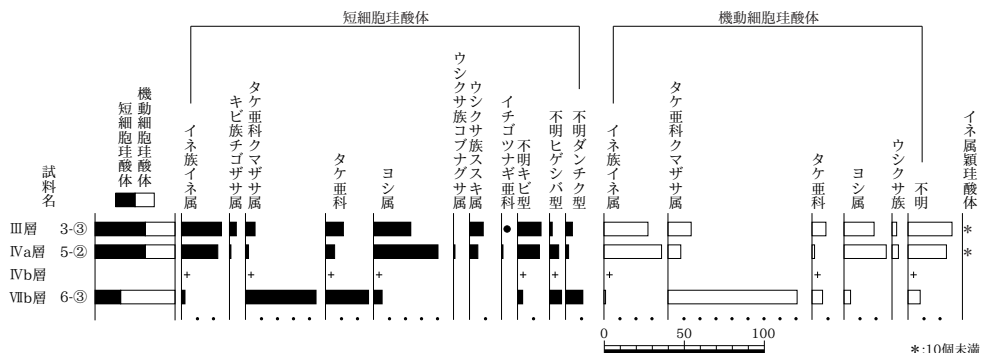 短細胞珪酸体
機動細胞珪酸体
試料名
短細胞珪酸体
機動細胞珪酸体
イネ族イネ属
キビ族チゴザサ属
タケ亜科クマザサ属
タケ亜科
ヨシ属
ウシクサ族コブナグサ属
ウシクサ族ススキ属
イチゴツナギ亜科
不明キビ型
不明ヒゲシバ型
不明ダンチク型
イネ族イネ属
タケ亜科クマザサ属
タケ亜科
ヨシ属
ウシクサ族
不明
イネ属穎珪酸体
Ⅲ層 3-③ ● *
Ⅳa層 5-② *
Ⅳb層 + + + + + + + + +
Ⅶb層 6-③
0 50 100
*:10個未満